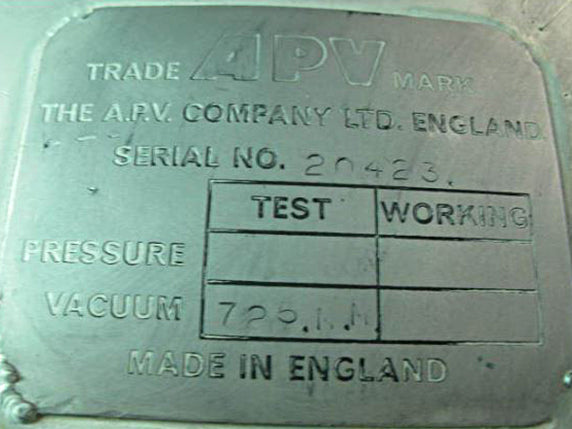 TRADE APV MARK
THE A.P.V. COMPANY LTD. ENGLAND.
SERIAL NO. 20423.
TEST WORKING
PRESSURE
VACUUM
MADE IN ENGLAND